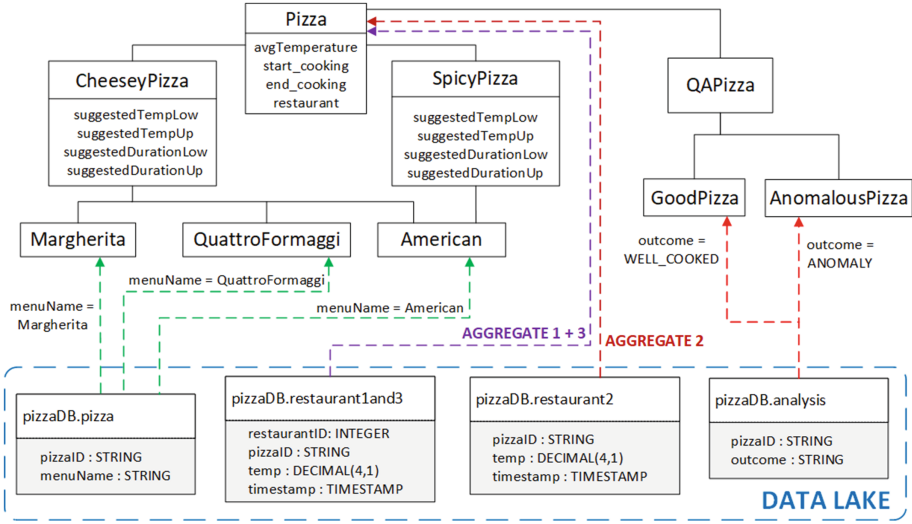 Pizza
avgTemperature
start_cooking
end_cooking
restaurant
CheeseyPizza
suggestedTempLow
suggestedTempUp
suggestedDurationLow
suggestedDurationUp
SpicyPizza
suggestedTempLow
suggestedTempUp
suggestedDurationLow
suggestedDurationUp
QAPizza
GoodPizza
AnomalousPizza
Margherita
QuattroFormaggi
American
outcome =
WELL_COOKED
outcome =
ANOMALY
menuName =
Margherita
menuName = QuattroFormaggi
menuName = American
AGGREGATE 1 + 3
AGGREGATE 2
pizzaDB.pizza
pizzaID : STRING
menuName : STRING
pizzaDB.restaurant1and3
restaurantID: INTEGER
pizzaID : STRING
temp : DECIMAL(4,1)
timestamp : TIMESTAMP
pizzaDB.restaurant2
pizzaID : STRING
temp : DECIMAL(4,1)
timestamp : TIMESTAMP
pizzaDB.analysis
pizzaID : STRING
outcome : STRING
DATA LAKE